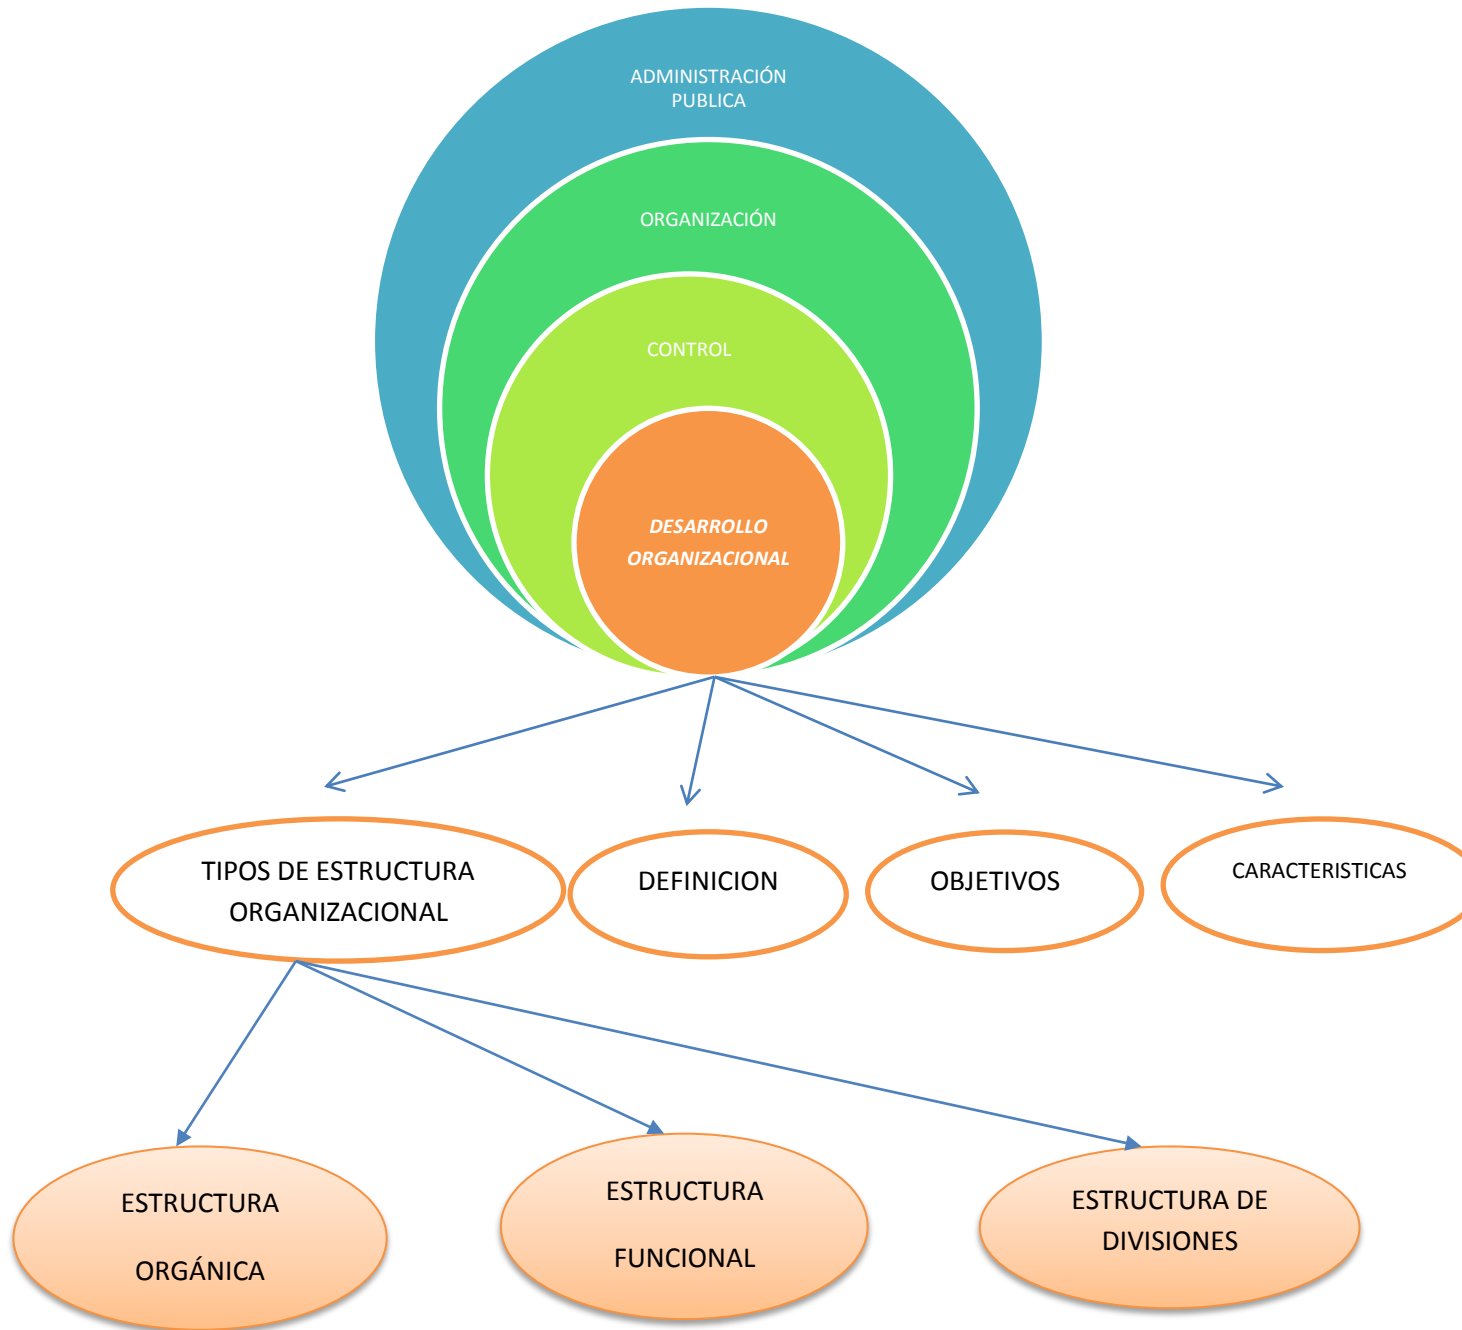 ADMINISTRACIÓN
PUBLICA
ORGANIZACIÓN
CONTROL
DESARROLLO
ORGANIZACIONAL
TIPOS DE ESTRUCTURA
ORGANIZACIONAL
DEFINICION
OBJETIVOS
CARACTERISTICAS
ESTRUCTURA
ORGÁNICA
ESTRUCTURA
FUNCIONAL
ESTRUCTURA DE
DIVISIONES